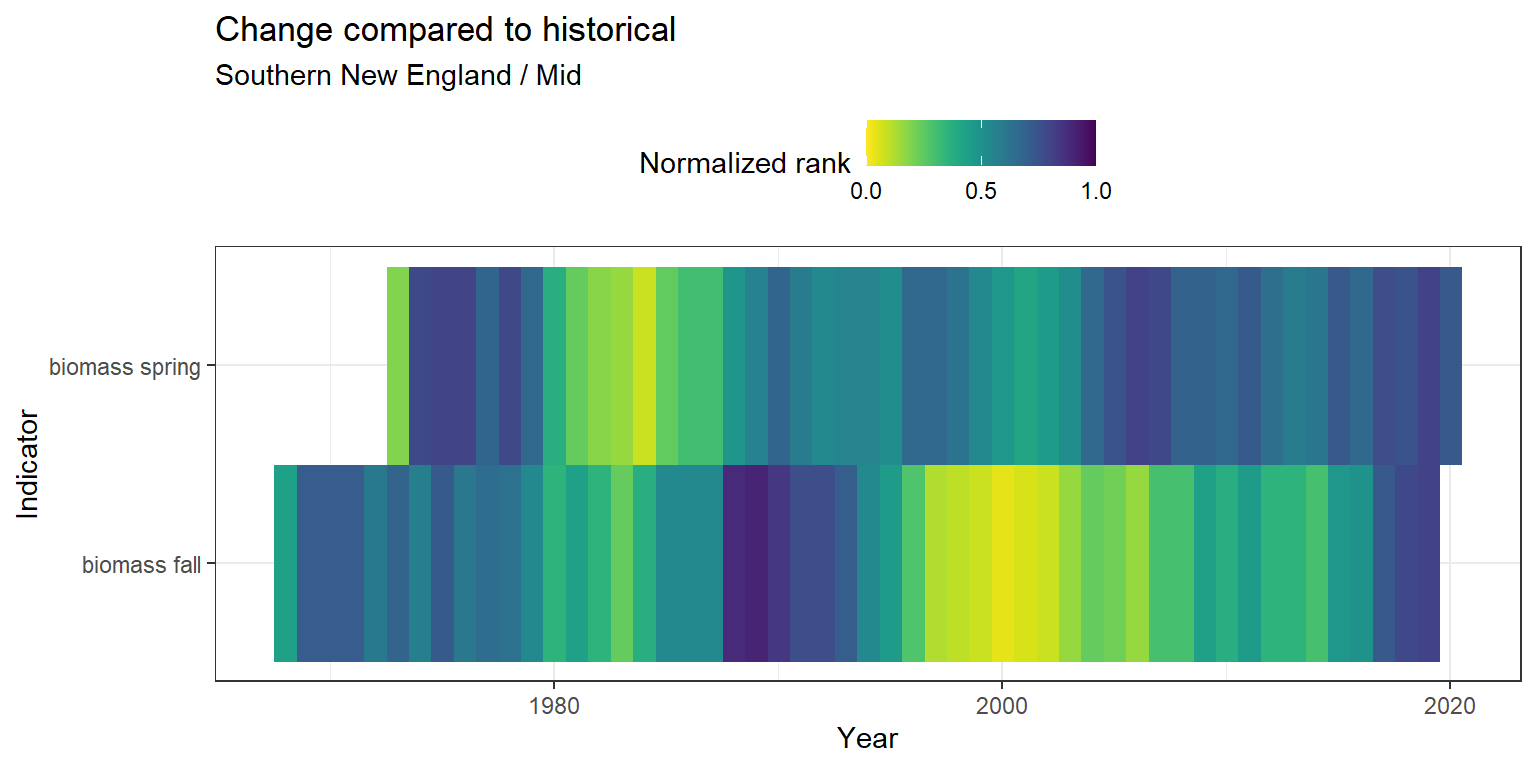 Change compared to historical
Southern New England / Mid
Normalized rank
0.0 0.5 1.0
Indicator
biomass spring
biomass fall
1980 2000 2020
Year